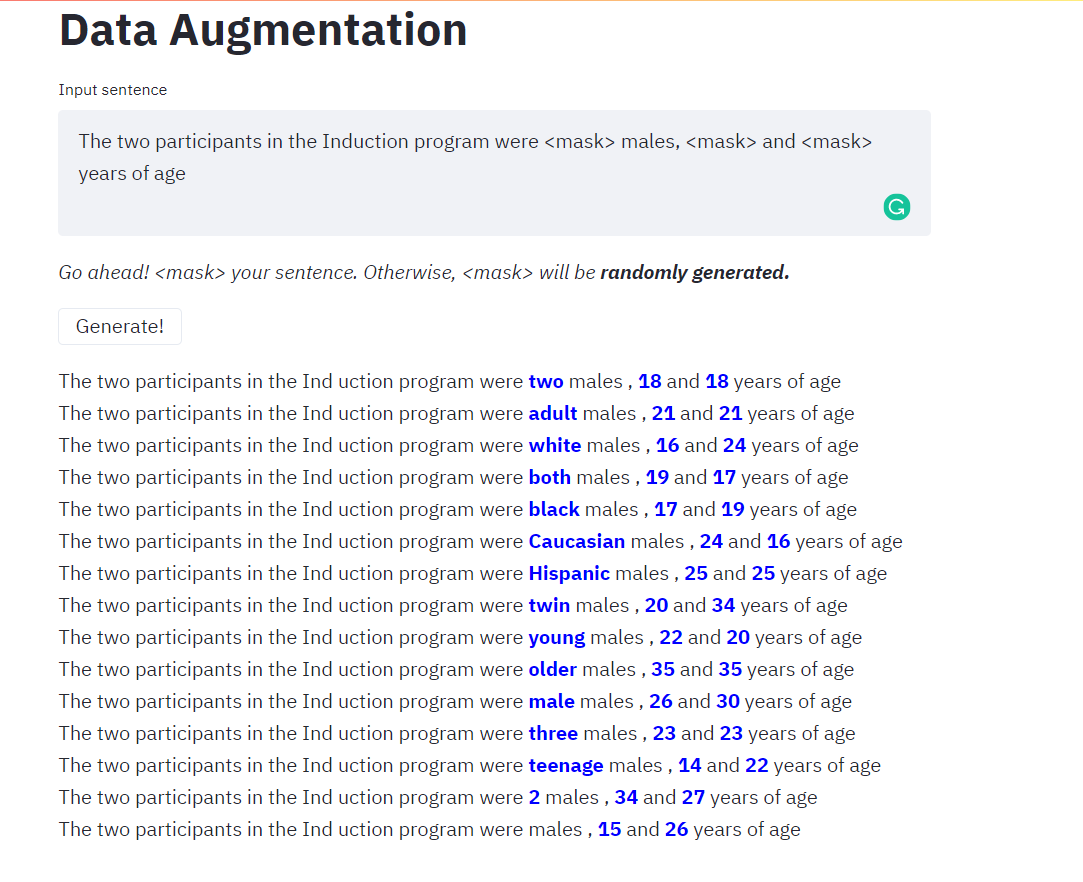 Data Augmentation
Input sentence
The two participants in the Induction program were <mask> males, <mask> and <mask>
years of age
Go ahead! <mask> your sentence. Otherwise, <mask> will be randomly generated.
Generate!
The two participants in the Ind uction program were two males , 18 and 18 years of age
The two participants in the Ind uction program were adult males , 21 and 21 years of age
The two participants in the Ind uction program were white males , 16 and 24 years of age
The two participants in the Ind uction program were both males , 19 and 17 years of age
The two participants in the Ind uction program were black males , 17 and 19 years of age
The two participants in the Ind uction program were Caucasian males , 24 and 16 years of age
The two participants in the Ind uction program were Hispanic males , 25 and 25 years of age
The two participants in the Ind uction program were twin males , 20 and 34 years of age
The two participants in the Ind uction program were young males , 22 and 20 years of age
The two participants in the Ind uction program were older males , 35 and 35 years of age
The two participants in the Ind uction program were male males , 26 and 30 years of age
The two participants in the Ind uction program were three males , 23 and 23 years of age
The two participants in the Ind uction program were teenage males , 14 and 22 years of age
The two participants in the Ind uction program were 2 males , 34 and 27 years of age
The two participants in the Ind uction program were males , 15 and 26 years of age